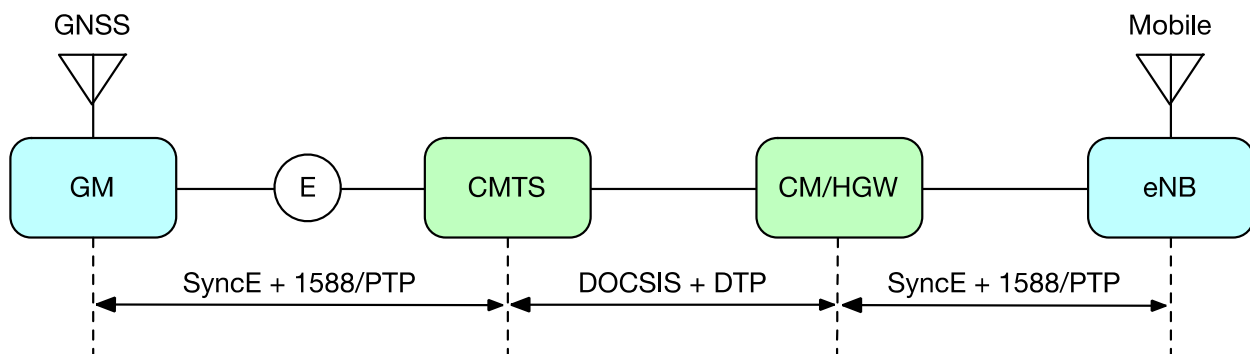 GNSS
Mobile
GM
E
CMTS
CM/HGW
eNB
SyncE + 1588/PTP
DOCSIS + DTP
SyncE + 1588/PTP